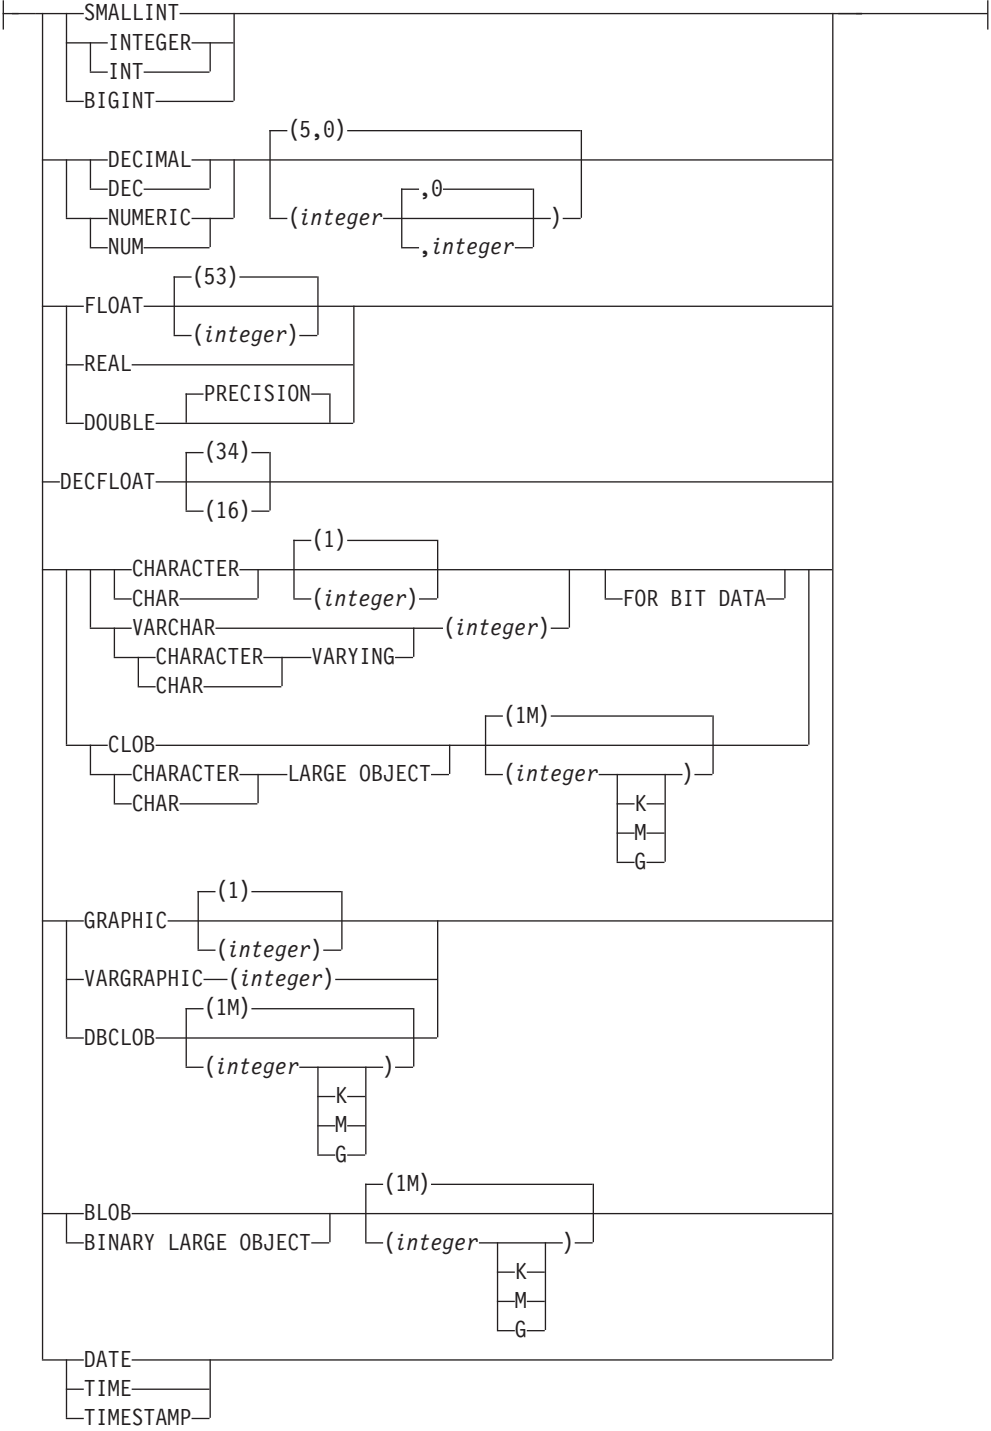 SMALLINT
INTEGER
INT
BIGINT
(5,0)
DECIMAL
DEC
,0
NUMERIC (integer )
NUM ,integer
(53)
FLOAT
(integer)
REAL
PRECISION
DOUBLE
(34)
DECFLOAT
(16)
(1)
CHARACTER
CHAR (integer) FOR BIT DATA
VARCHAR (integer)
CHARACTER VARYING
CHAR
(1M)
CLOB
CHARACTER LARGE OBJECT (integer )
CHAR K
M
G
(1)
GRAPHIC
(integer)
VARGRAPHIC (integer)
(1M)
DBCLOB
(integer )
K
M
G
(1M)
BLOB
BINARY LARGE OBJECT (integer )
K
M
G
DATE
TIME
TIMESTAMP